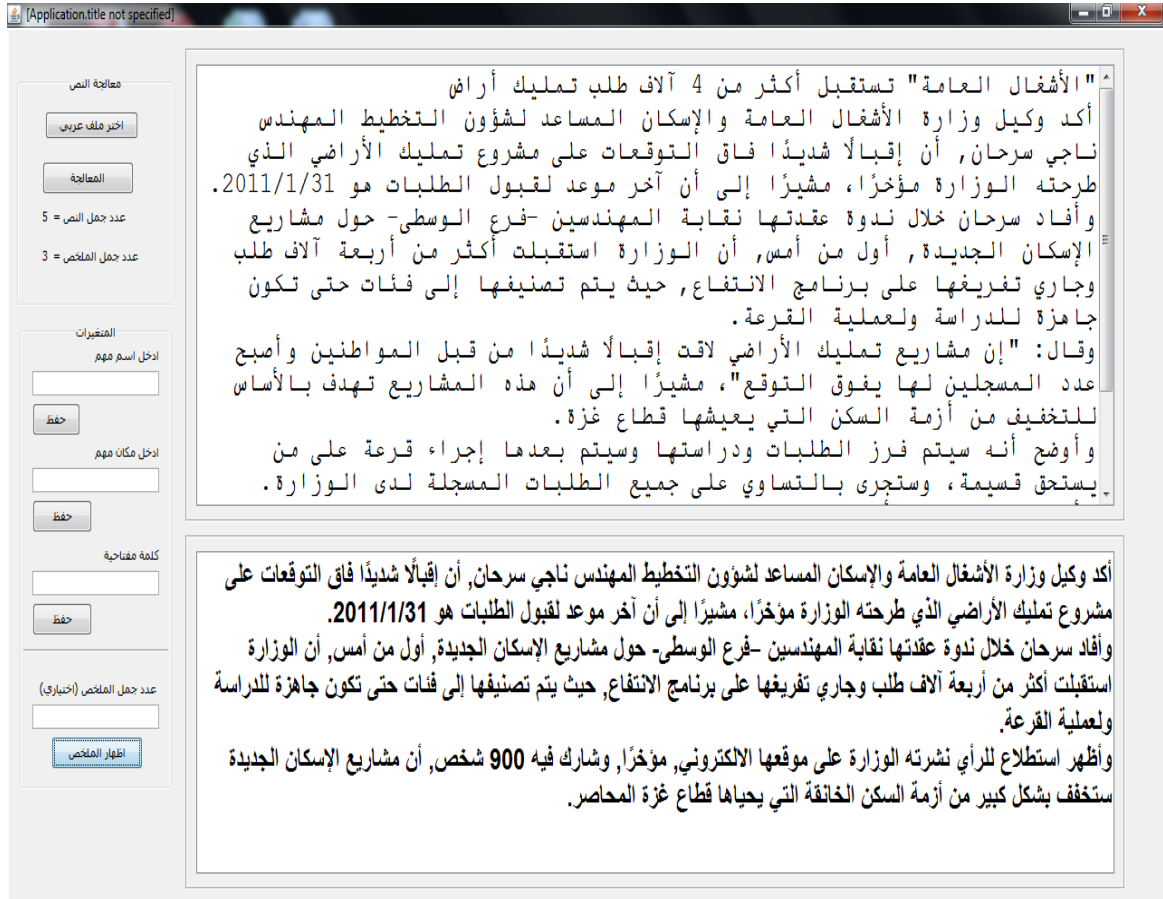 [Application.title not specified]
معالجة النص
اختر ملف عربي
المعالجة
عدد جمل النص = 5
عدد جمل الملخص = 3
المتغيرات
ادخل اسم مهم
حفظ
ادخل مكان مهم
حفظ
كلمة مفتاحية
حفظ
عدد جمل الملخص (اختياري)
اظهار الملخص
"الأشغال العامة" تستقبل أكثر من 4 آلاف طلب تمليك أراض
أكد وكيل وزارة الأشغال العامة والإسكان المساعد لشؤون التخطيط المهندس
ناجي سرحان, أن إقبالًا شديدًا فاق التوقعات على مشروع تمليك الأراضي الذي
طرحته الوزارة مؤخرًا، مشيرًا إلى أن آخر موعد لقبول الطلبات هو 2011/1/31.
وأفاد سرحان خلال ندوة عقدتها نقابة المهندسين –فرع الوسطى- حول مشاريع
الإسكان الجديدة, أول من أمس, أن الوزارة استقبلت أكثر من أربعة آلاف طلب
وجاري تفريغها على برنامج الانتفاع, حيث يتم تصنيفها إلى فئات حتى تكون
جاهزة للدراسة ولعملية القرعة.
وقال: "إن مشاريع تمليك الأراضي لاقت إقبالًا شديدًا من قبل المواطنين وأصبح
عدد المسجلين لها يفوق التوقع"، مشيرًا إلى أن هذه المشاريع تهدف بالأساس
للتخفيف من أزمة السكن التي يعيشها قطاع غزة.
وأوضح أنه سيتم فرز الطلبات ودراستها وسيتم بعدها إجراء قرعة على من
يستحق قسيمة، وستجرى بالتساوي على جميع الطلبات المسجلة لدى الوزارة.
أكد وكيل وزارة الأشغال العامة والإسكان المساعد لشؤون التخطيط المهندس ناجي سرحان, أن إقبالًا شديدًا فاق التوقعات على
مشروع تمليك الأراضي الذي طرحته الوزارة مؤخرًا، مشيرًا إلى أن آخر موعد لقبول الطلبات هو 2011/1/31.
وأفاد سرحان خلال ندوة عقدتها نقابة المهندسين –فرع الوسطى- حول مشاريع الإسكان الجديدة, أول من أمس, أن الوزارة
استقبلت أكثر من أربعة آلاف طلب وجاري تفريغها على برنامج الانتفاع, حيث يتم تصنيفها إلى فئات حتى تكون جاهزة للدراسة
ولعملية القرعة.
وأظهر استطلاع للرأي نشرته الوزارة على موقعها الالكتروني, مؤخرًا, وشارك فيه 900 شخص, أن مشاريع الإسكان الجديدة
ستخفف بشكل كبير من أزمة السكن الخانقة التي يحياها قطاع غزة المحاصر.